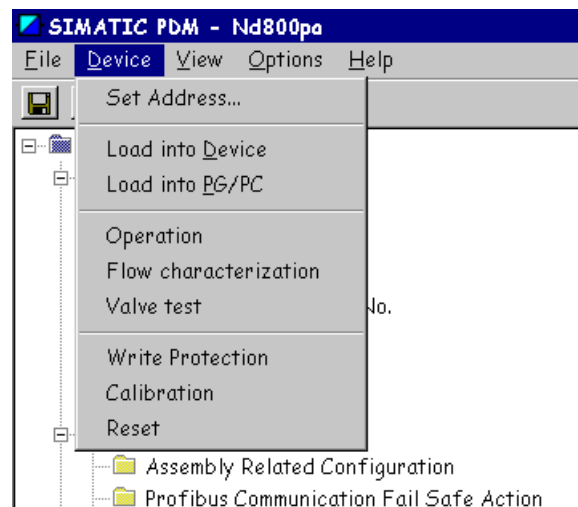 SIMATIC PDM - Nd800pa
File Device View Options Help
Set Address...
Load into Device
Load into PG/PC
Operation
Flow characterization
Valve test
No.
Write Protection
Calibration
Reset
Assembly Related Configuration
Profibus Communication Fail Safe Action